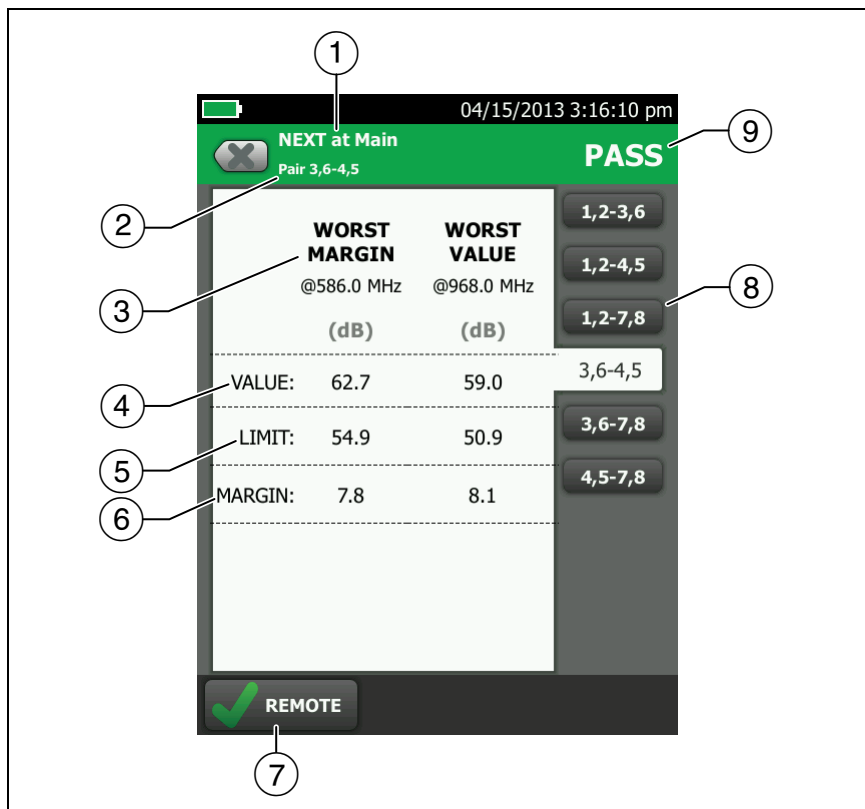 1
04/15/2013 3:16:10 pm
NEXT at Main
PASS
9
Pair 3,6-4,5
2
1,2-3,6
WORST MARGIN
WORST VALUE
1,2-4,5
@586.0 MHz
@968.0 MHz
3
8
1,2-7,8
(dB)
(dB)
3,6-4,5
4
VALUE: 62.7 59.0
3,6-7,8
5
LIMIT: 54.9 50.9
4,5-7,8
6
MARGIN: 7.8 8.1
REMOTE
7